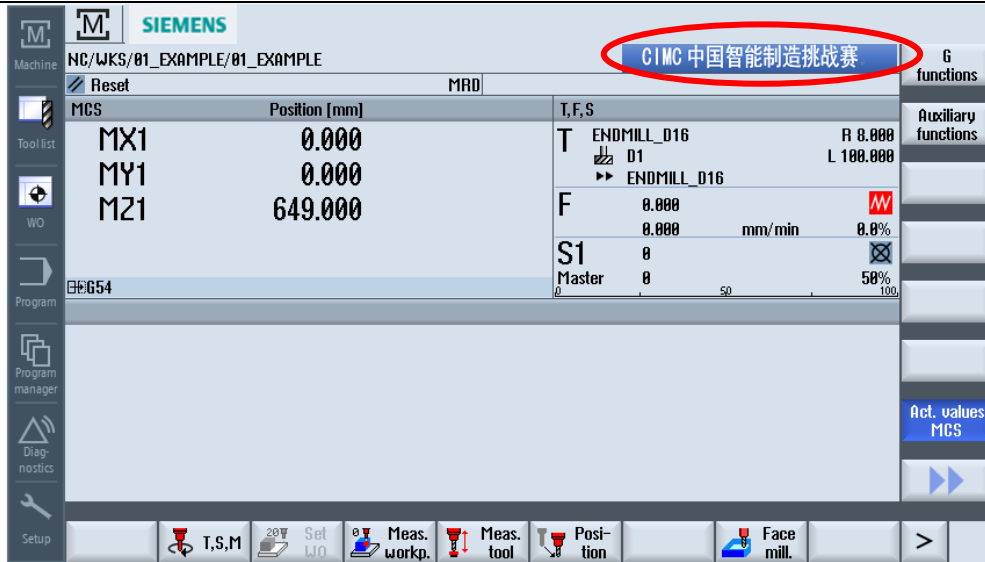 M
SIEMENS
NC/WKS/01_EXAMPLE/01_EXAMPLE
CIMC 中国智能制造挑战赛
Reset
MRD
MCS Position [mm]
MX1 0.000
MY1 0.000
MZ1 649.000
G54
T,F,S
T ENDMILL_D16 R 8.000
D1 L 100.000
ENDMILL_D16
F 0.000
0.000 mm/min 0.0%
S1 0
Master 0 50%
0 50 100
M
Machine
Tool list
WO
Program
Program
manager
Diag-
nostics
Setup
G
functions
Auxiliary
functions
Act. values
MCS
T,S,M
20
Set
WO
0
Meas.
workp.
Meas.
tool
Posi-
tion
Face
mill.
>